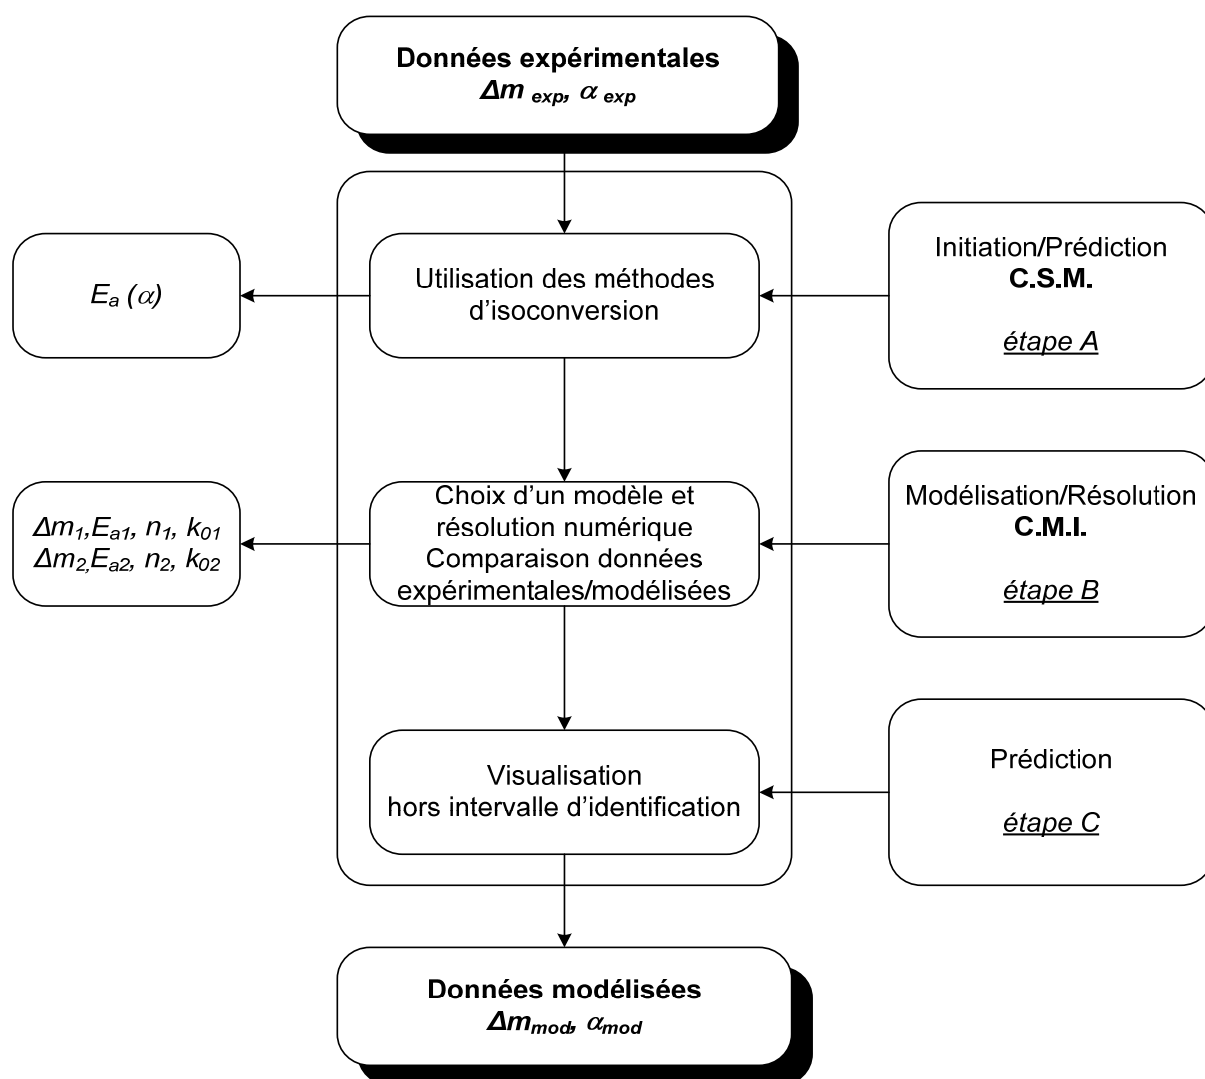 Données expérimentales
Δm exp, α exp
Utilisation des méthodes
d’isoconversion
Ea (α)
Initiation/Prédiction
C.S.M.
étape A
Choix d’un modèle et
résolution numérique
Comparaison données
expérimentales/modélisées
Δm1,Ea1, n1, k01
Δm2,Ea2, n2, k02
Modélisation/Résolution
C.M.I.
étape B
Visualisation
hors intervalle d’identification
Prédiction
étape C
Données modélisées
Δmmod, αmod